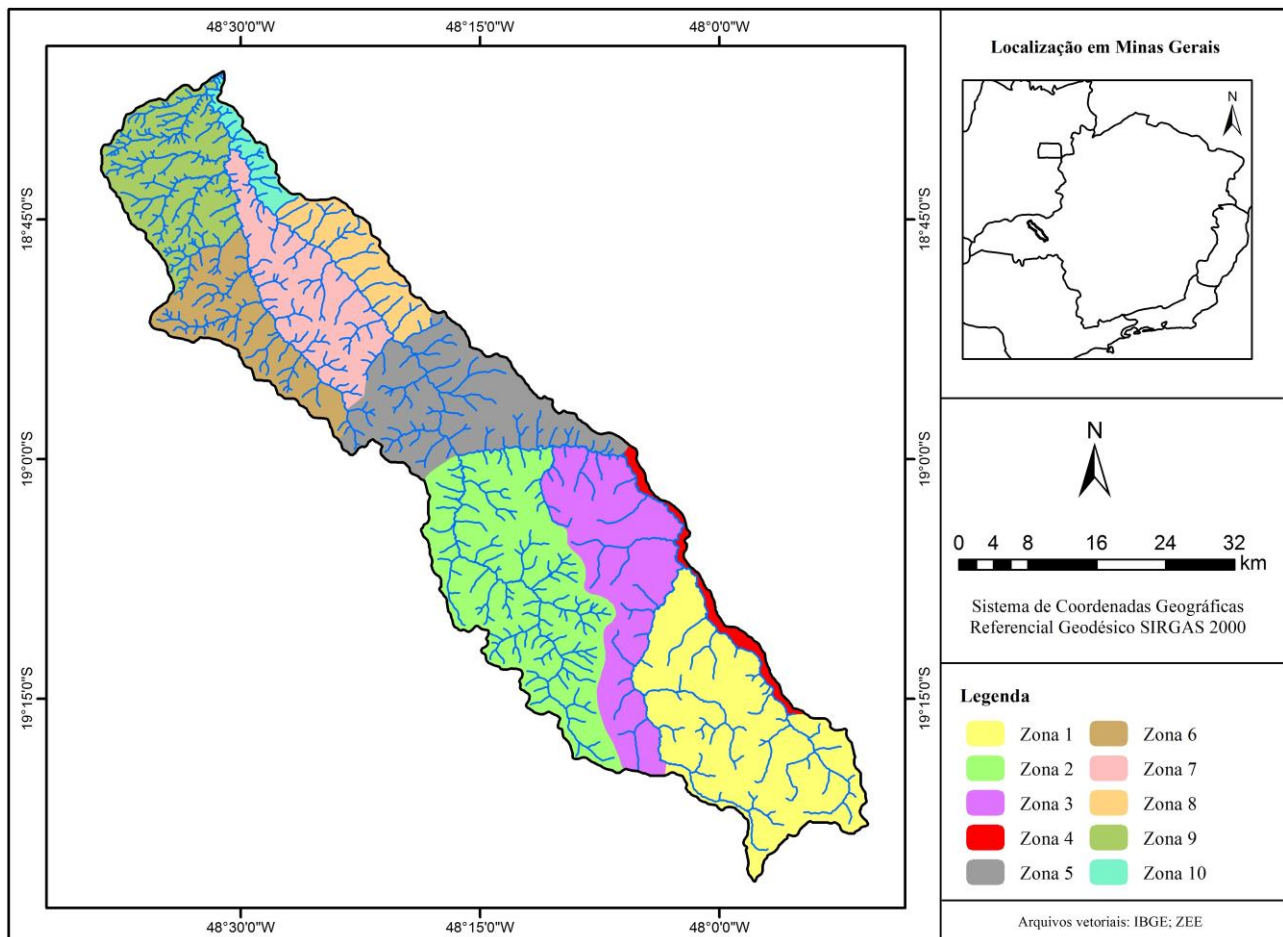 48°30'0"W
48°15'0"W
48°0'0"W
18°45'0"S
19°0'0"S
19°15'0"S
18°45'0"S
19°0'0"S
19°15'0"S
48°30'0"W
48°15'0"W
48°0'0"W
Localização em Minas Gerais
N
N
0 4 8 16 24 32
km
Sistema de Coordenadas Geográficas
Referencial Geodésico SIRGAS 2000
Legenda
Zona 1
Zona 2
Zona 3
Zona 4
Zona 5
Zona 6
Zona 7
Zona 8
Zona 9
Zona 10
Arquivos vetoriais: IBGE; ZEE